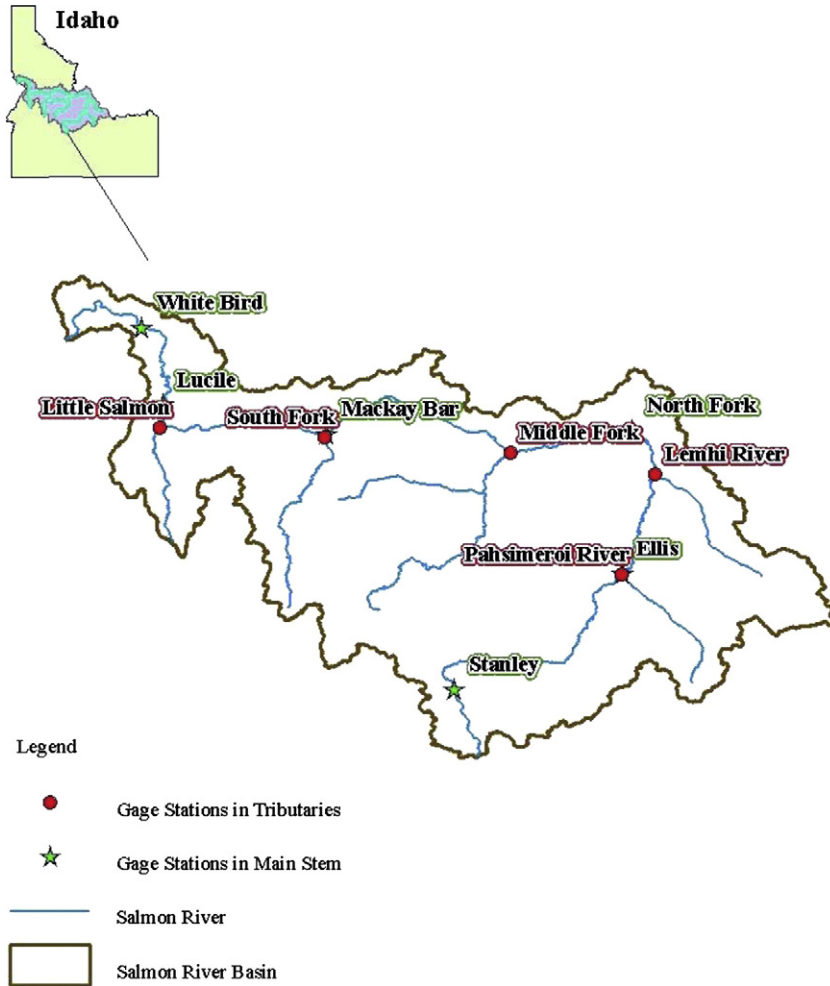 Idaho
White Bird
Lucile
Little Salmon
South Fork
Mackay Bar
North Fork
Middle Fork
Lemhi River
Pahsimeroi River
Ellis
Stanley
Legend
Gage Stations in Tributaries
Gage Stations in Main Stem
Salmon River
Salmon River Basin